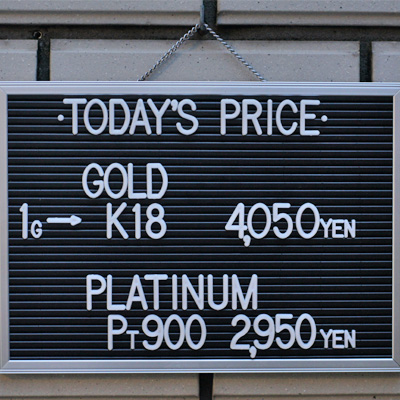 ·TODAY'S PRICE·
GOLD
1G→ K18 4,050YEN
PLATINUM
PT900 2,950YEN